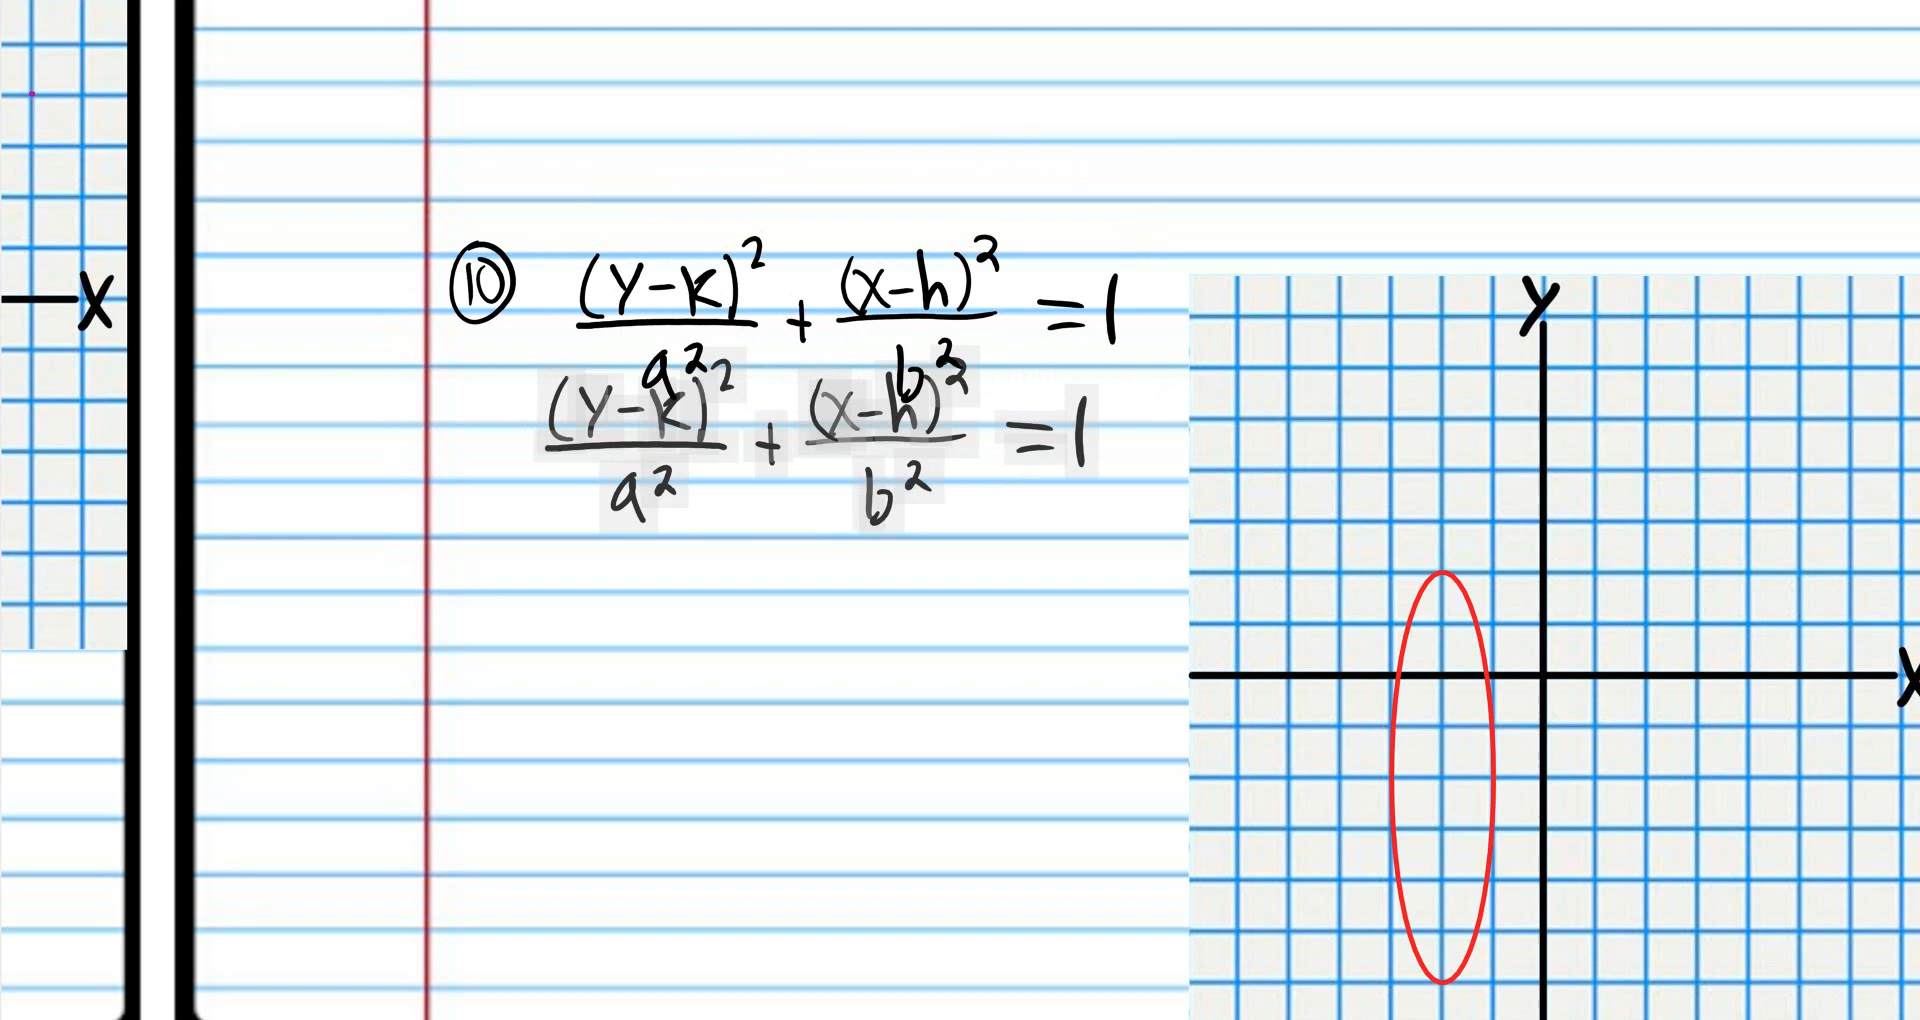 X
⑩ (y-k)²/a² + (x-h)²/b² = 1
(y-k)²/a² + (x-h)²/b² = 1
y
X